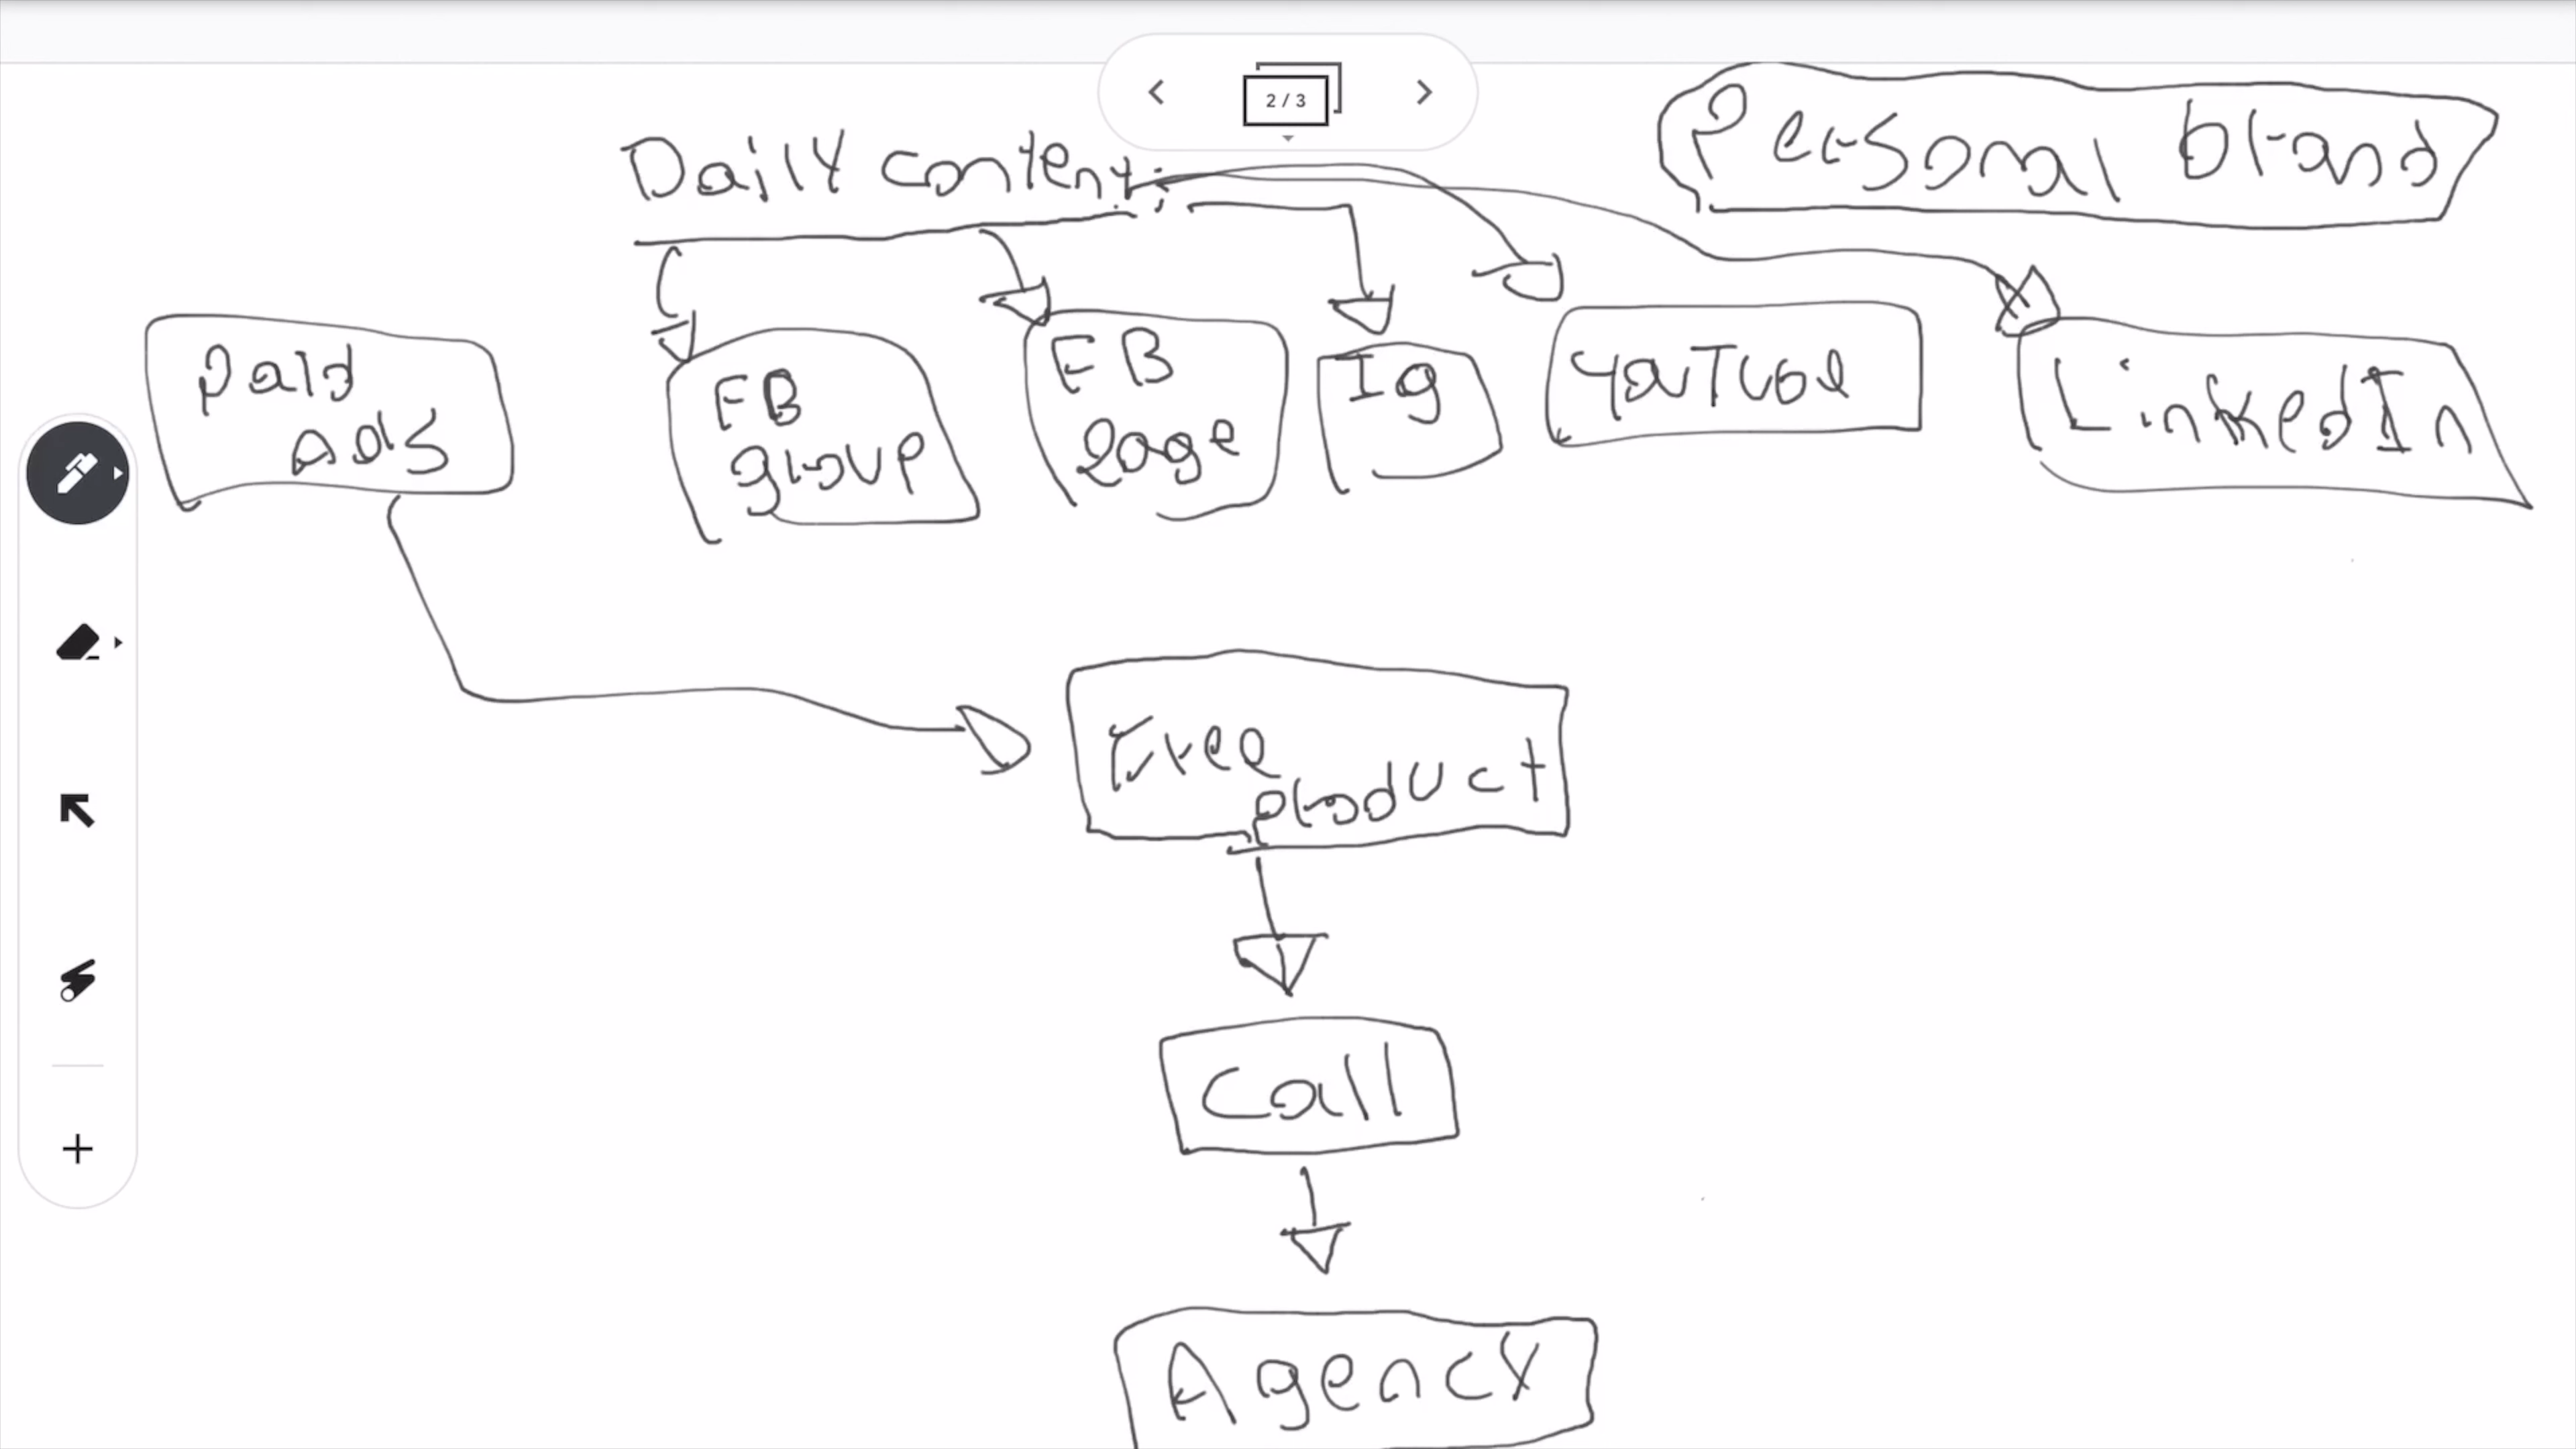 2 / 3
Personal brand
Daily content:
Paid
ads
FB
group
FB
Page
Ig
YouTube
LinkedIn
Free
product
Call
Agency